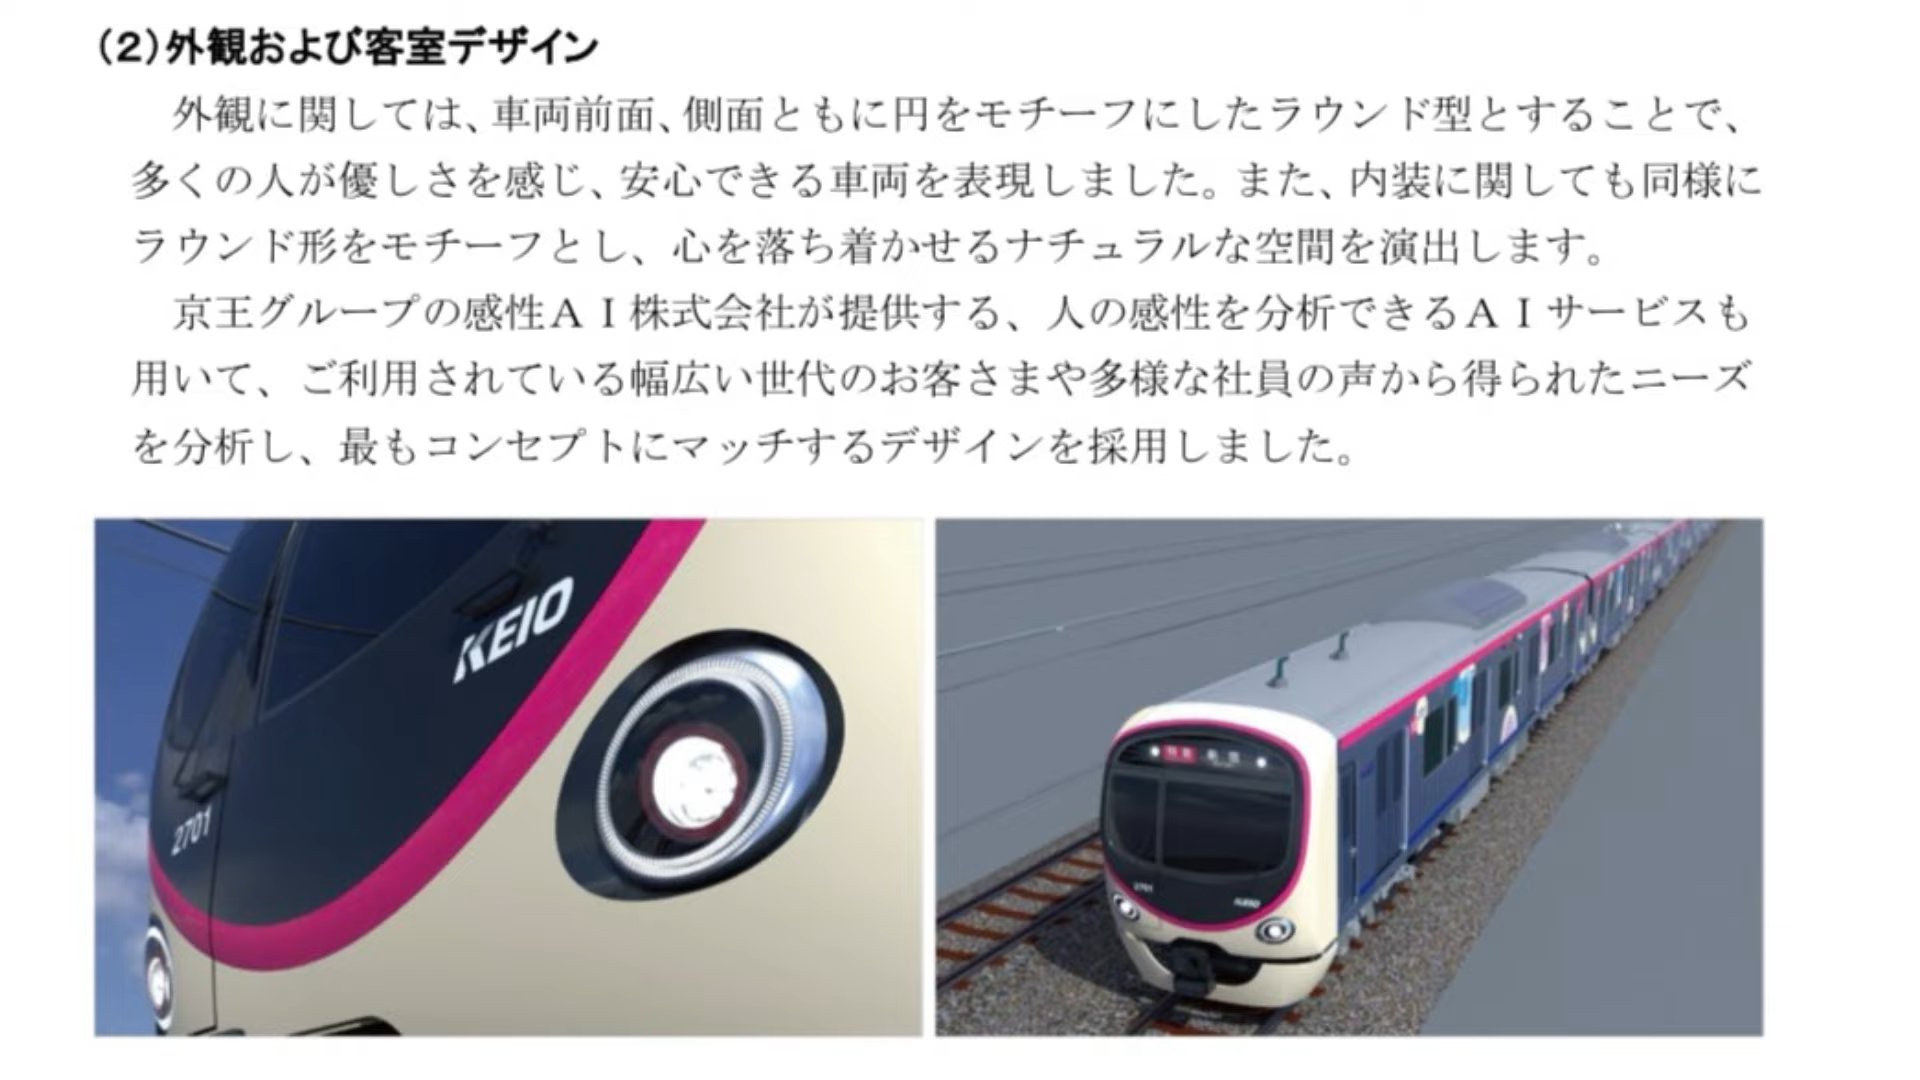 （２）外観および客室デザイン
外観に関しては、車両前面、側面ともに円をモチーフにしたラウンド型とすることで、
多くの人が優しさを感じ、安心できる車両を表現しました。また、内装に関しても同様に
ラウンド形をモチーフとし、心を落ち着かせるナチュラルな空間を演出します。
京王グループの感性ＡＩ株式会社が提供する、人の感性を分析できるＡＩサービスも
用いて、ご利用されている幅広い世代のお客さまや多様な社員の声から得られたニーズ
を分析し、最もコンセプトにマッチするデザインを採用しました。
KEIO
2701
特急 新宿
2701
KEIO